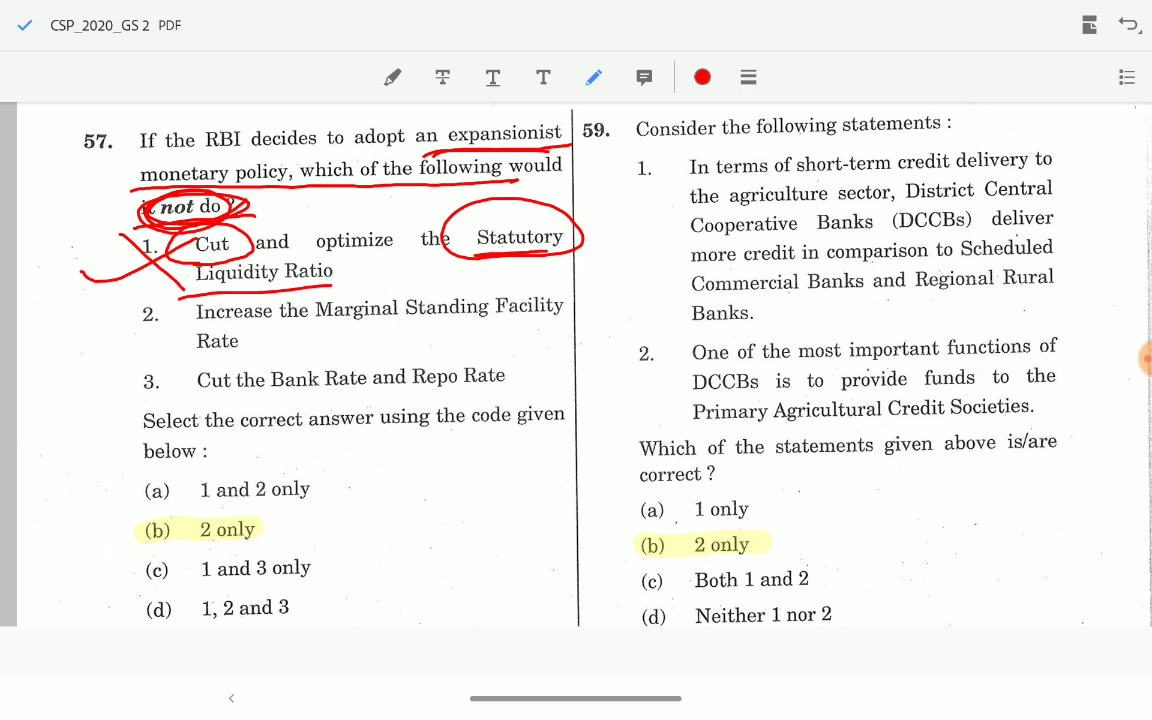 CSP_2020_GS 2 PDF
57. If the RBI decides to adopt an expansionist
monetary policy, which of the following would
it not do ?
1. Cut and optimize the Statutory
Liquidity Ratio
2. Increase the Marginal Standing Facility
Rate
3. Cut the Bank Rate and Repo Rate
Select the correct answer using the code given
below :
(a) 1 and 2 only
(b) 2 only
(c) 1 and 3 only
(d) 1, 2 and 3
59. Consider the following statements :
1. In terms of short-term credit delivery to
the agriculture sector, District Central
Cooperative Banks (DCCBs) deliver
more credit in comparison to Scheduled
Commercial Banks and Regional Rural
Banks.
2. One of the most important functions of
DCCBs is to provide funds to the
Primary Agricultural Credit Societies.
Which of the statements given above is/are
correct ?
(a) 1 only
(b) 2 only
(c) Both 1 and 2
(d) Neither 1 nor 2